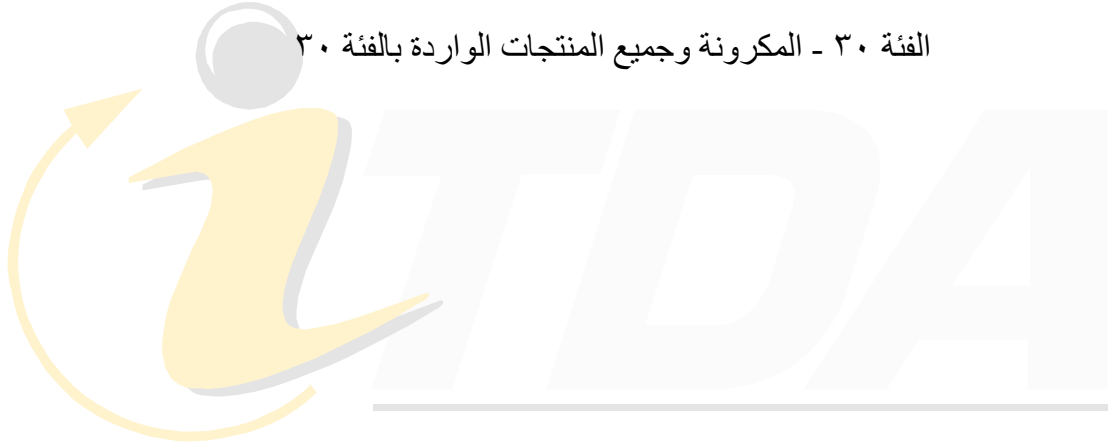 الفئة ٣٠ - المكرونة وجميع المنتجات الواردة بالفئة ٣٠
iTDA